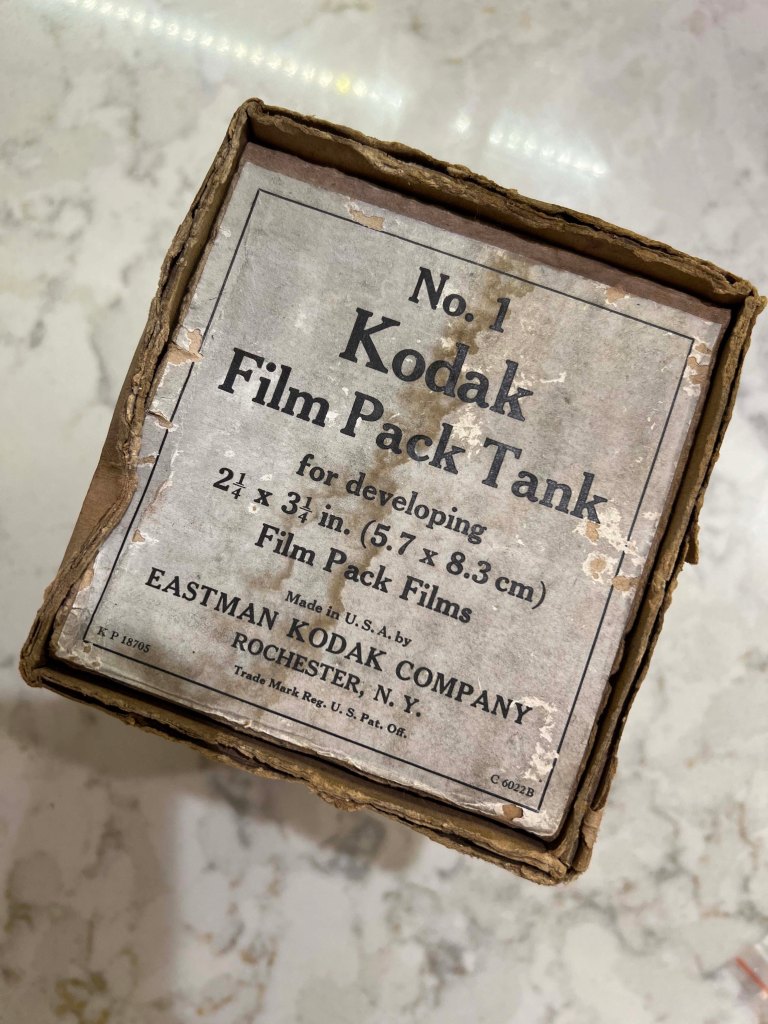 No. 1
Kodak
Film Pack Tank
for developing
2¼ x 3¼ in. (5.7 x 8.3 cm)
Film Pack Films
Made in U. S. A. by
EASTMAN KODAK COMPANY
ROCHESTER, N. Y.
Trade Mark Reg. U. S. Pat. Off.
K P 18705
C 6022B